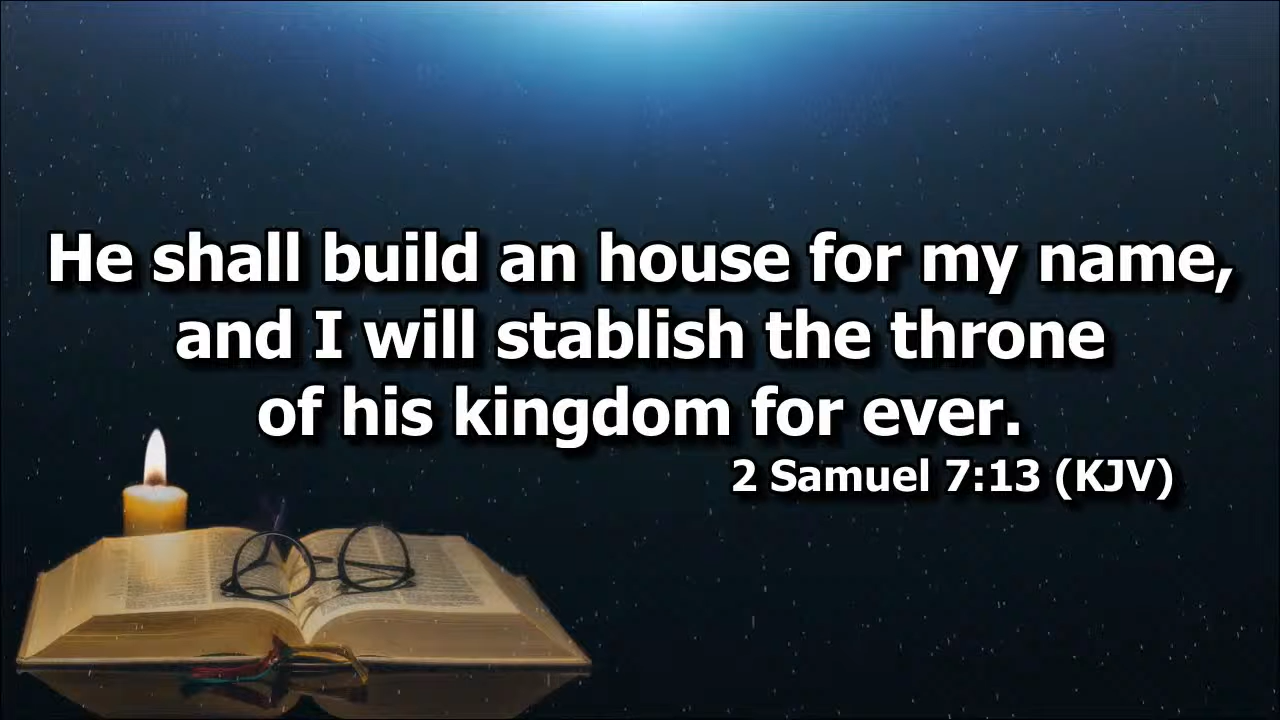 He shall build an house for my name,
and I will stablish the throne
of his kingdom for ever.
2 Samuel 7:13 (KJV)